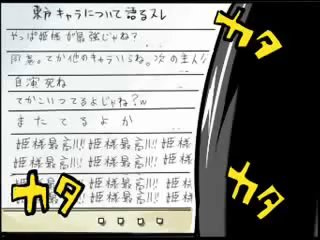 東方キャラについて語るスレ
やっぱ姫様が最強じゃね?
同意。てか他のキャラいらね。次の主人な
自演死ね
てかこいつてるよじゃね?w
またてるよか
姫様最高!!! 姫様最高!!! 姫様
姫様最高!!! 姫様最高!!! 姫様
姫様最高!!! 姫様最高!!! 姫様
姫様最高!!! 姫様
カタ
カタ
カタ